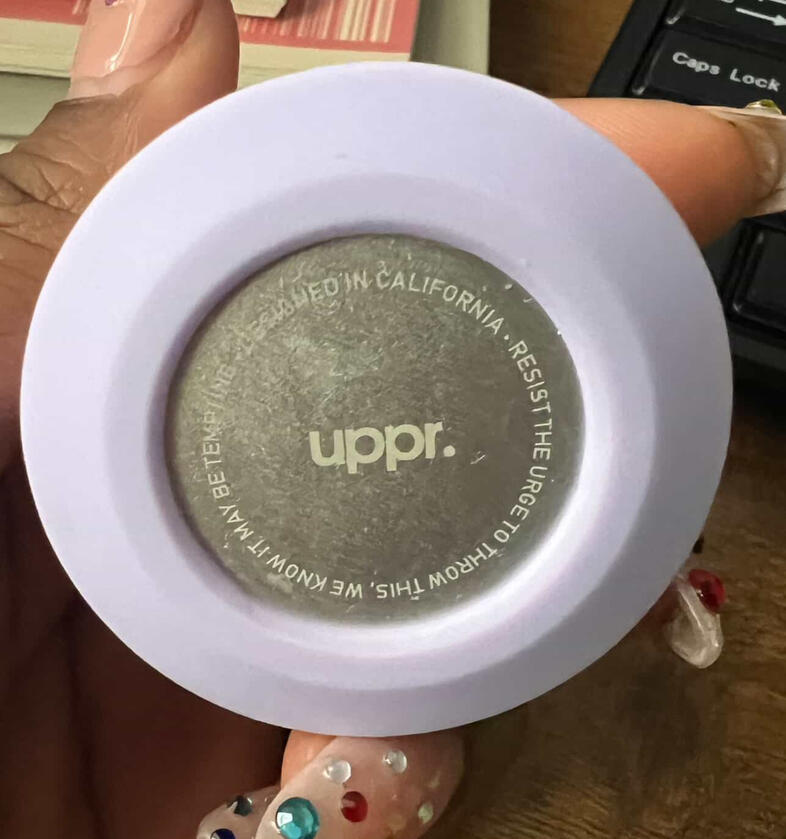 Caps Lock
DESIGNED IN CALIFORNIA • RESIST THE URGE TO THROW THIS, WE KNOW IT MAY BE TEMPTING •
uppr.